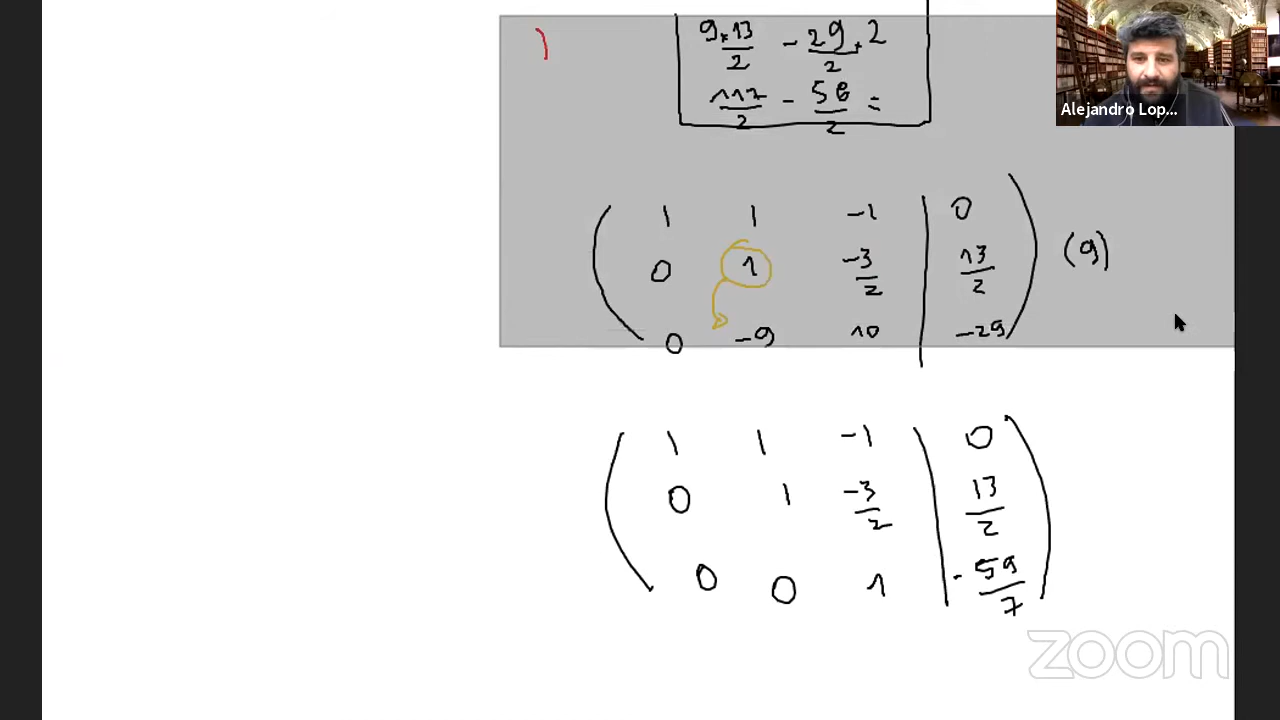 9.13/2 - 29.2/2
117/2 - 58/2 =
Alejandro Lop...
1 1 -1 | 0
0 1 -3/2 | 13/2 (9)
0 -9 10 | -29
1 1 -1 | 0
0 1 -3/2 | 13/2
0 0 1 | -59/7
zoom